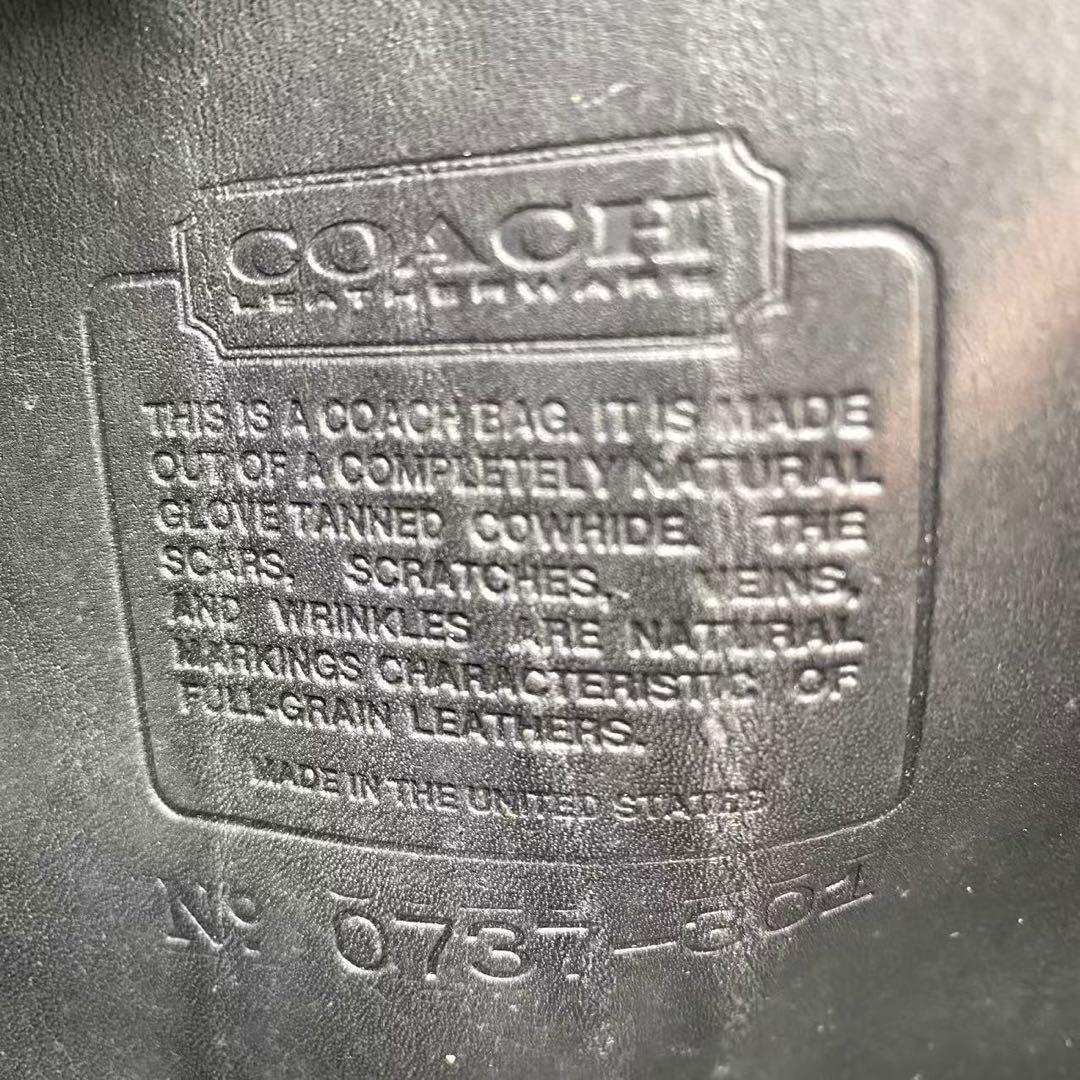 COACH
LEATHERWARE
THIS IS A COACH BAG. IT IS MADE
OUT OF A COMPLETELY NATURAL
GLOVE TANNED COWHIDE. THE
SCARS, SCRATCHES, VEINS,
AND WRINKLES ARE NATURAL
MARKINGS CHARACTERISTIC OF
FULL-GRAIN LEATHERS.
MADE IN THE UNITED STATES
No 0737-301